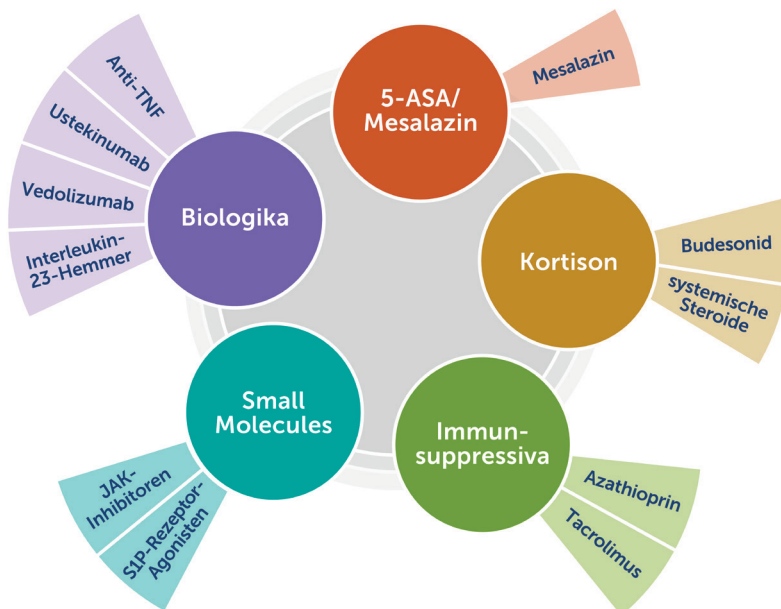 5-ASA/
Mesalazin
Mesalazin
Kortison
Budesonid
systemische
Steroide
Immun-
suppressiva
Azathioprin
Tacrolimus
Small
Molecules
JAK-
Inhibitoren
S1P-Rezeptor-
Agonisten
Biologika
Anti-TNF
Ustekinumab
Vedolizumab
Interleukin-
23-Hemmer